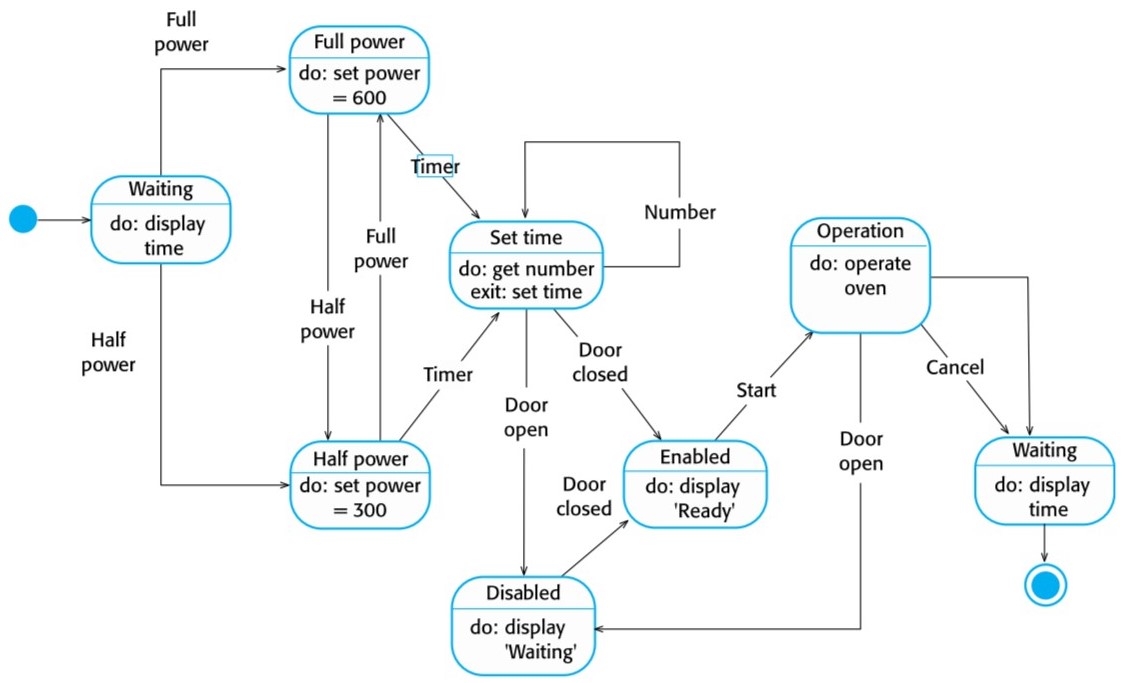 Full
power
Full power
do: set power
= 600
Timer
Waiting
do: display
time
Number
Full
power
Set time
do: get number
exit: set time
Operation
do: operate
oven
Half
power
Half
power
Timer
Door
closed
Start
Cancel
Door
open
Door
open
Half power
do: set power
= 300
Door
closed
Enabled
do: display
'Ready'
Waiting
do: display
time
Disabled
do: display
'Waiting'